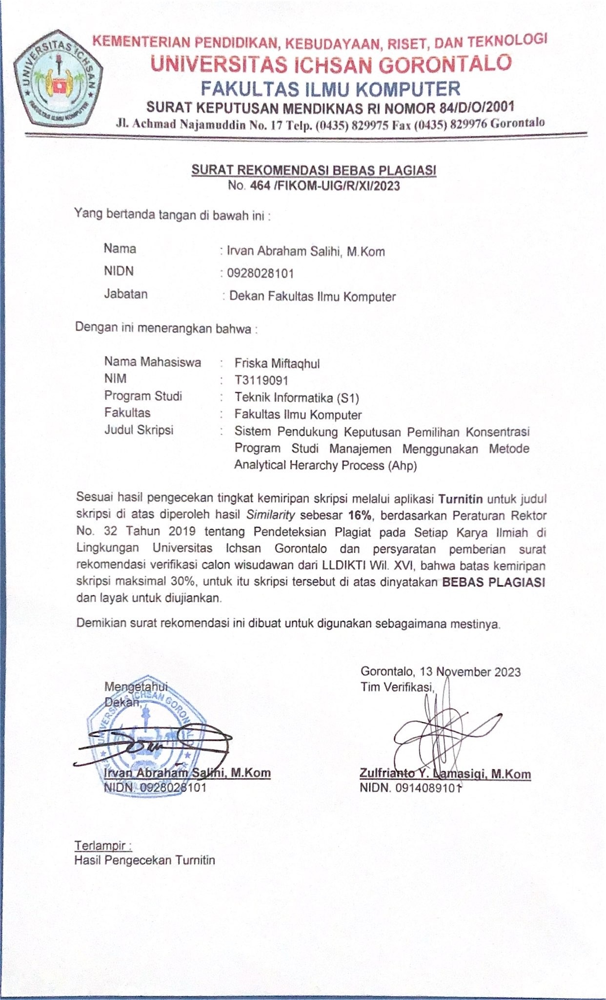 UNIVERSITAS ICHSAN
FAKULTAS ILMU KOMPUTER
KEMENTERIAN PENDIDIKAN, KEBUDAYAAN, RISET, DAN TEKNOLOGI
UNIVERSITAS ICHSAN GORONTALO
FAKULTAS ILMU KOMPUTER
SURAT KEPUTUSAN MENDIKNAS RI NOMOR 84/D/O/2001
Jl. Achmad Najamuddin No. 17 Telp. (0435) 829975 Fax (0435) 829976 Gorontalo
SURAT REKOMENDASI BEBAS PLAGIASI
No. 464 /FIKOM-UIG/R/XI/2023
Yang bertanda tangan di bawah ini :
Nama : Irvan Abraham Salihi, M.Kom
NIDN : 0928028101
Jabatan : Dekan Fakultas Ilmu Komputer
Dengan ini menerangkan bahwa :
Nama Mahasiswa : Friska Miftaqhul
NIM : T3119091
Program Studi : Teknik Informatika (S1)
Fakultas : Fakultas Ilmu Komputer
Judul Skripsi : Sistem Pendukung Keputusan Pemilihan Konsentrasi
Program Studi Manajemen Menggunakan Metode
Analytical Herarchy Process (Ahp)
Sesuai hasil pengecekan tingkat kemiripan skripsi melalui aplikasi Turnitin untuk judul
skripsi di atas diperoleh hasil Similarity sebesar 16%, berdasarkan Peraturan Rektor
No. 32 Tahun 2019 tentang Pendeteksian Plagiat pada Setiap Karya Ilmiah di
Lingkungan Universitas Ichsan Gorontalo dan persyaratan pemberian surat
rekomendasi verifikasi calon wisudawan dari LLDIKTI Wil. XVI, bahwa batas kemiripan
skripsi maksimal 30%, untuk itu skripsi tersebut di atas dinyatakan BEBAS PLAGIASI
dan layak untuk diujiankan.
Demikian surat rekomendasi ini dibuat untuk digunakan sebagaimana mestinya.
Gorontalo, 13 November 2023
Mengetahui
Tim Verifikasi,
Dekan,
UNIVERSITAS ICHSAN GORONTALO
Irvan Abraham Salihi, M.Kom
NIDN. 0928028101
Zulfrianto Y. Lamasigi, M.Kom
NIDN. 0914089101
Terlampir :
Hasil Pengecekan Turnitin